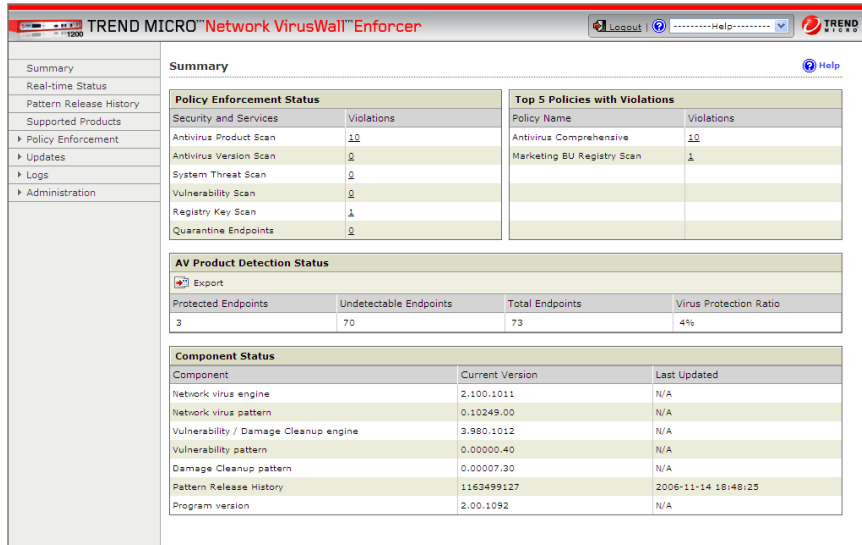 1200 TREND MICRO™ Network VirusWall™ Enforcer
Logout | ---------Help---------
TREND MICRO
Summary
Real-time Status
Pattern Release History
Supported Products
Policy Enforcement
Updates
Logs
Administration
Summary
Help
Policy Enforcement Status
Security and Services Violations
Antivirus Product Scan 10
Antivirus Version Scan 0
System Threat Scan 0
Vulnerability Scan 0
Registry Key Scan 1
Quarantine Endpoints 0
Top 5 Policies with Violations
Policy Name Violations
Antivirus Comprehensive 10
Marketing BU Registry Scan 1
AV Product Detection Status
Export
Protected Endpoints Undetectable Endpoints Total Endpoints Virus Protection Ratio
3 70 73 4%
Component Status
Component Current Version Last Updated
Network virus engine 2.100.1011 N/A
Network virus pattern 0.10249.00 N/A
Vulnerability / Damage Cleanup engine 3.980.1012 N/A
Vulnerability pattern 0.00000.40 N/A
Damage Cleanup pattern 0.00007.30 N/A
Pattern Release History 1163499127 2006-11-14 18:48:25
Program version 2.00.1092 N/A